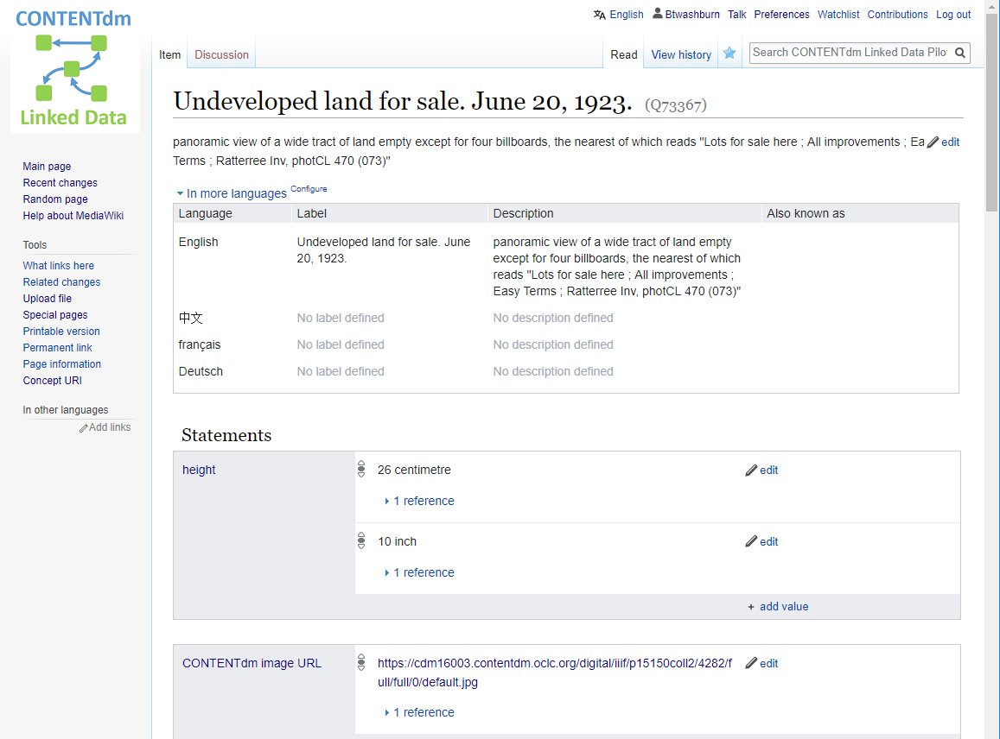 CONTENTdm
Linked Data
English Btwashburn Talk Preferences Watchlist Contributions Log out
Item Discussion Read View history Search CONTENTdm Linked Data Pilo
Main page
Recent changes
Random page
Help about MediaWiki
Tools
What links here
Related changes
Upload file
Special pages
Printable version
Permanent link
Page information
Concept URI
In other languages
Add links
Undeveloped land for sale. June 20, 1923. (Q73367)
panoramic view of a wide tract of land empty except for four billboards, the nearest of which reads "Lots for sale here ; All improvements ; Ea edit
Terms ; Ratterree Inv, photCL 470 (073)"
In more languages Configure
Language Label Description Also known as
English Undeveloped land for sale. June panoramic view of a wide tract of land empty
20, 1923. except for four billboards, the nearest of which
reads "Lots for sale here ; All improvements ;
Easy Terms ; Ratterree Inv, photCL 470 (073)"
中文 No label defined No description defined
français No label defined No description defined
Deutsch No label defined No description defined
Statements
height 26 centimetre edit
1 reference
10 inch edit
1 reference
+ add value
CONTENTdm image URL https://cdm16003.contentdm.oclc.org/digital/iiif/p15150coll2/4282/f edit
ull/full/0/default.jpg
1 reference